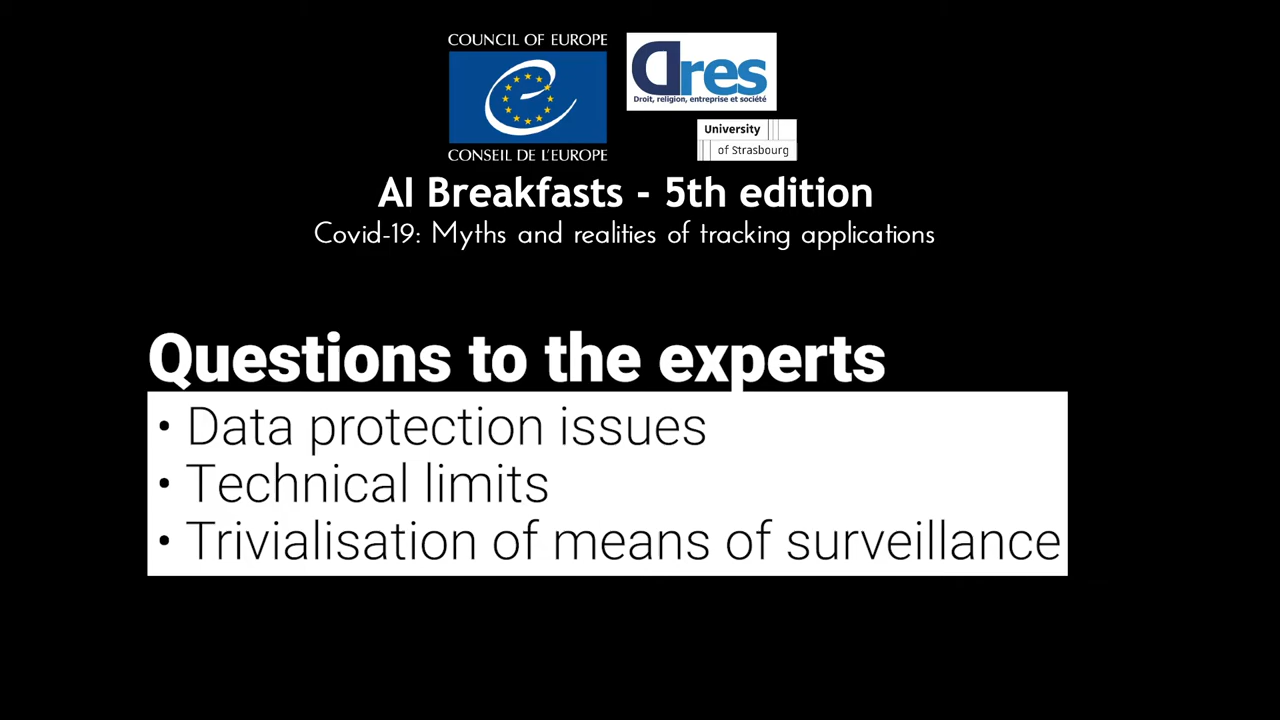 COUNCIL OF EUROPE
CONSEIL DE L'EUROPE
Dres
Droit, religion, entreprise et société
University
of Strasbourg
AI Breakfasts - 5th edition
Covid-19: Myths and realities of tracking applications
Questions to the experts
• Data protection issues
• Technical limits
• Trivialisation of means of surveillance